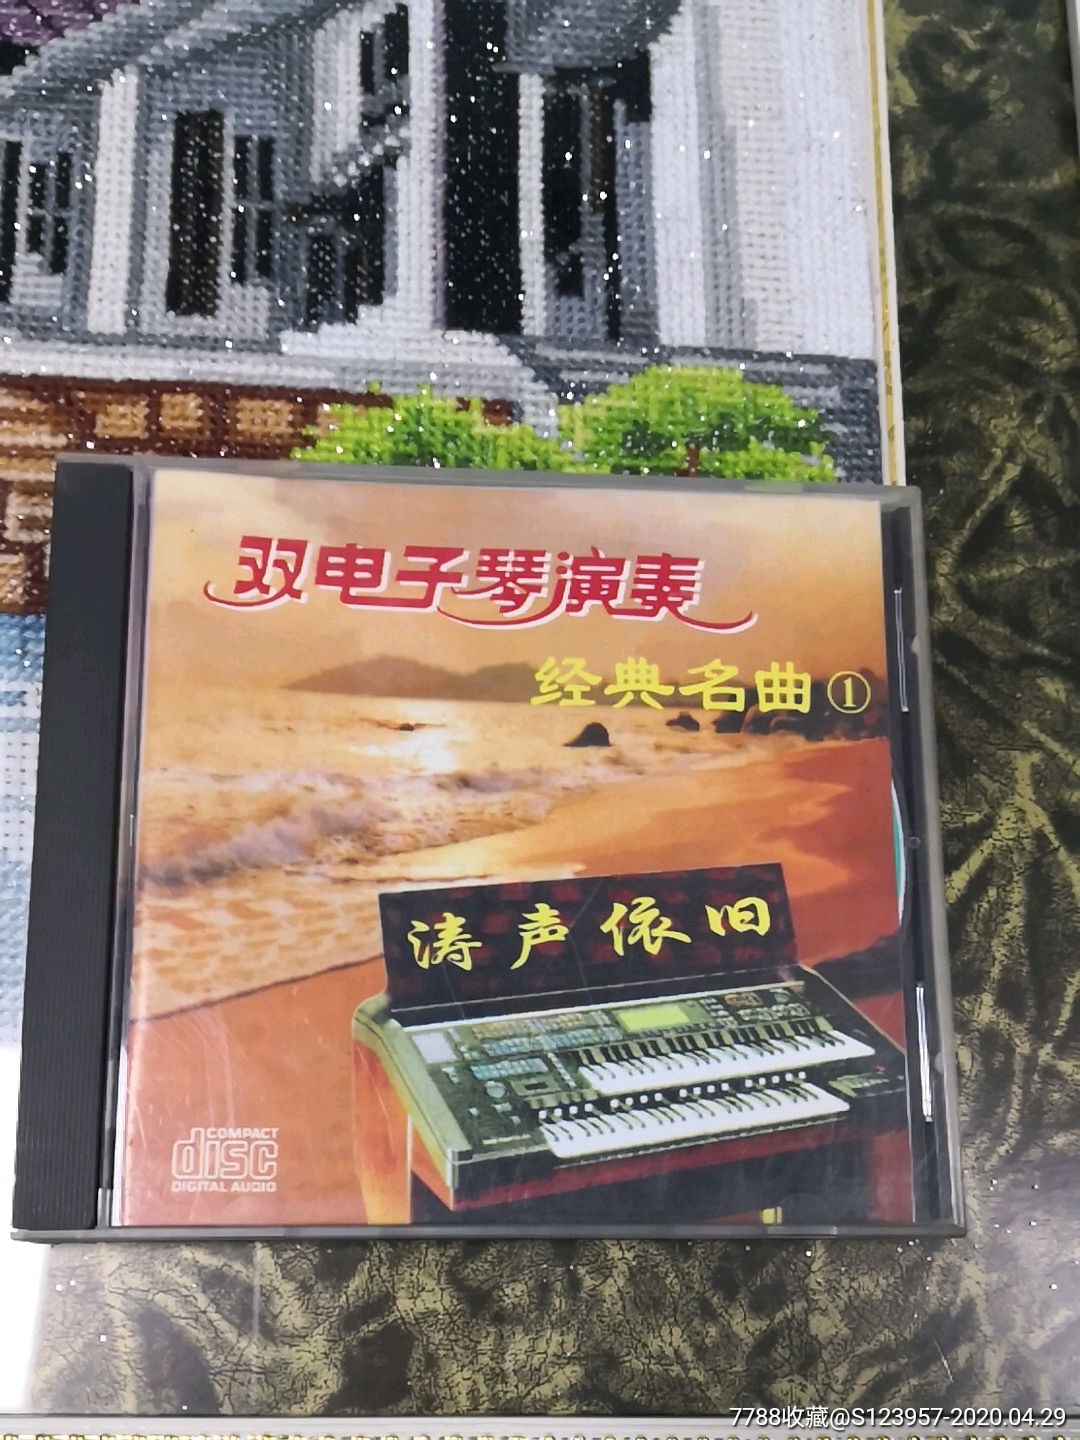 双电子琴演奏
经典名曲①
涛声依旧
COMPACT
disc
DIGITAL AUDIO
7788收藏@S123957-2020.04.29